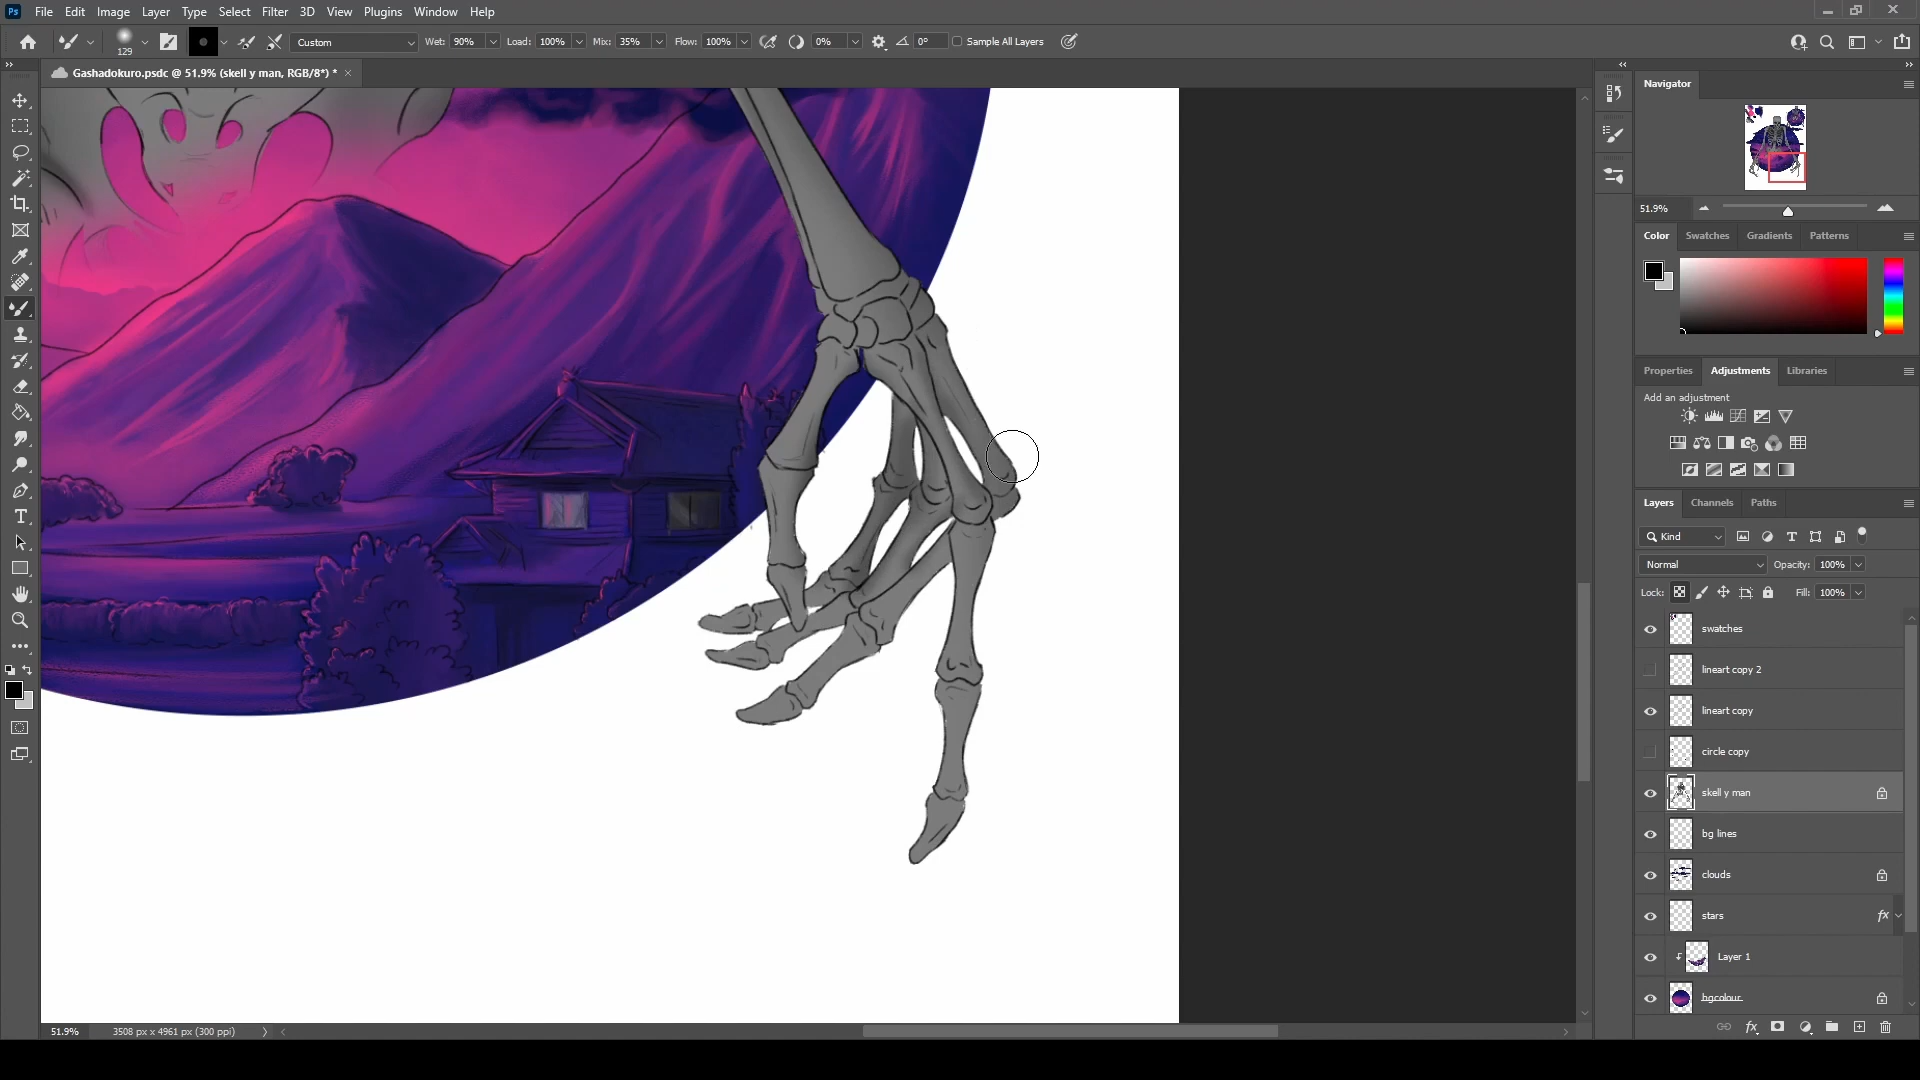 Ps File Edit Image Layer Type Select Filter 3D View Plugins Window Help
129 Custom Wet: 90% Load: 100% Mix: 35% Flow: 100% 0% 0° Sample All Layers
Gashadokuro.psdc @ 51.9% (skell y man, RGB/8*) * ×
Navigator
51.9%
Color Swatches Gradients Patterns
Properties Adjustments Libraries
Add an adjustment
Layers Channels Paths
Kind
Normal Opacity: 100%
Lock: Fill: 100%
swatches
lineart copy 2
lineart copy
circle copy
skell y man
bg lines
clouds
stars fx
Layer 1
bgcolour
fx
51.9% 3508 px x 4961 px (300 ppi)